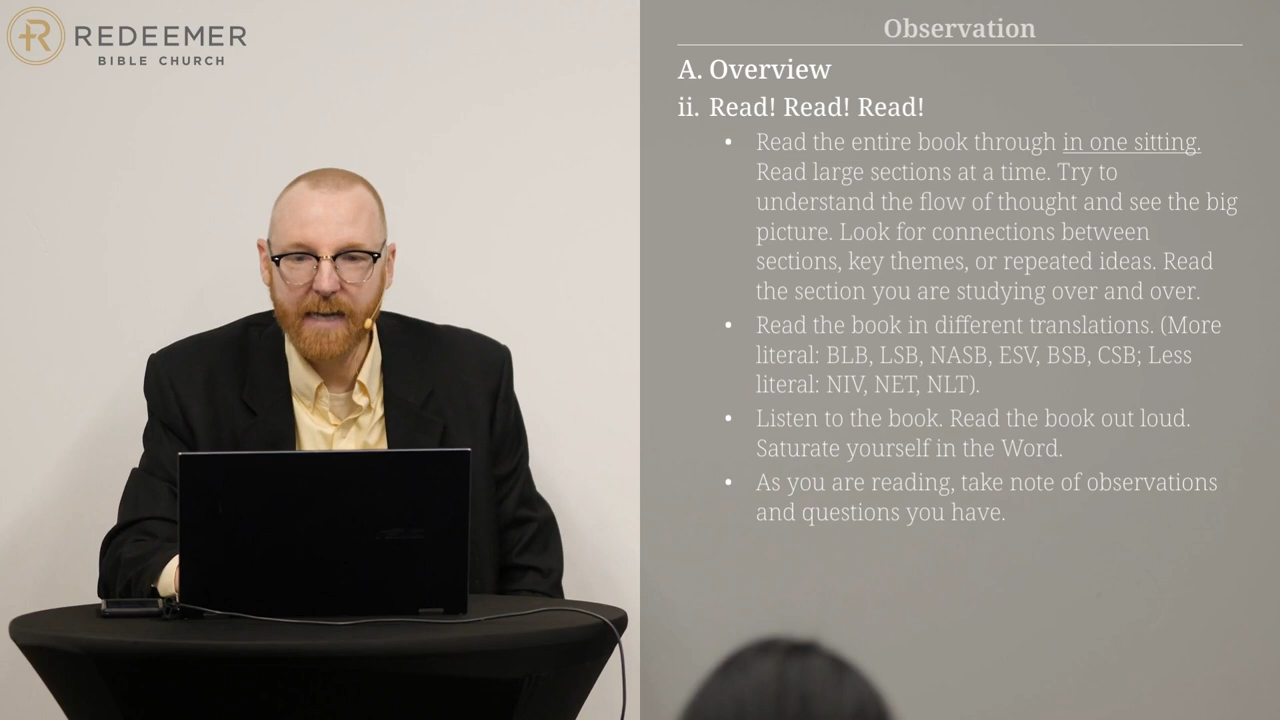 REDEEMER
BIBLE CHURCH
Observation
A. Overview
ii. Read! Read! Read!
• Read the entire book through in one sitting.
Read large sections at a time. Try to
understand the flow of thought and see the big
picture. Look for connections between
sections, key themes, or repeated ideas. Read
the section you are studying over and over.
• Read the book in different translations. (More
literal: BLB, LSB, NASB, ESV, BSB, CSB; Less
literal: NIV, NET, NLT).
• Listen to the book. Read the book out loud.
Saturate yourself in the Word.
• As you are reading, take note of observations
and questions you have.